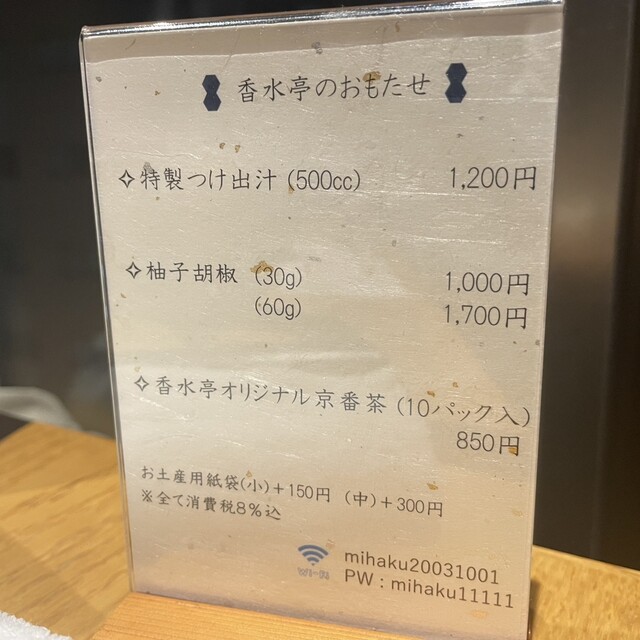 香水亭のおもたせ
✧特製つけ出汁 (500cc) 1,200円
✧柚子胡椒 (30g) 1,000円
(60g) 1,700円
✧香水亭オリジナル京番茶 (10パック入)
850円
お土産用紙袋(小)+150円 (中)+300円
※全て消費税8%込
Wi-Fi mihaku20031001
PW : mihaku11111